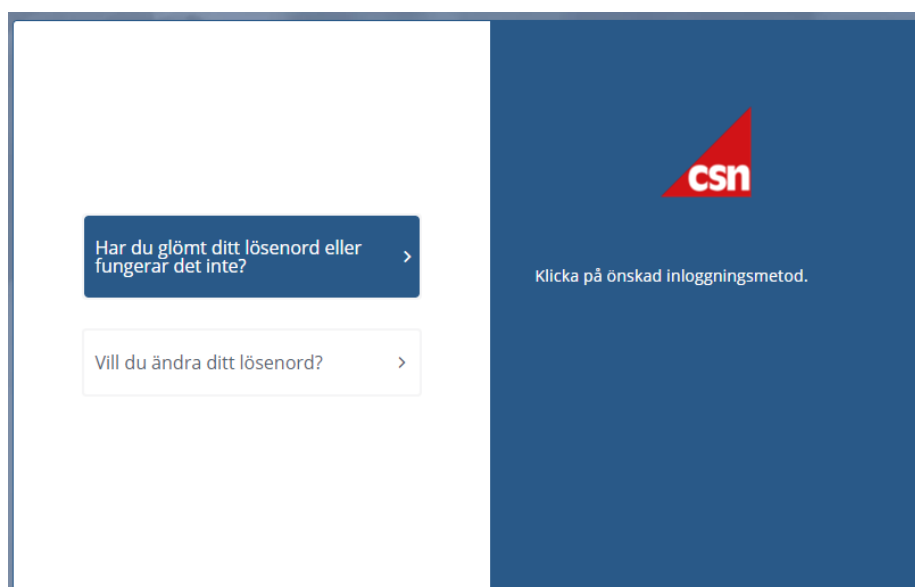 Har du glömt ditt lösenord eller
fungerar det inte?
Vill du ändra ditt lösenord?
csn
Klicka på önskad inloggningsmetod.